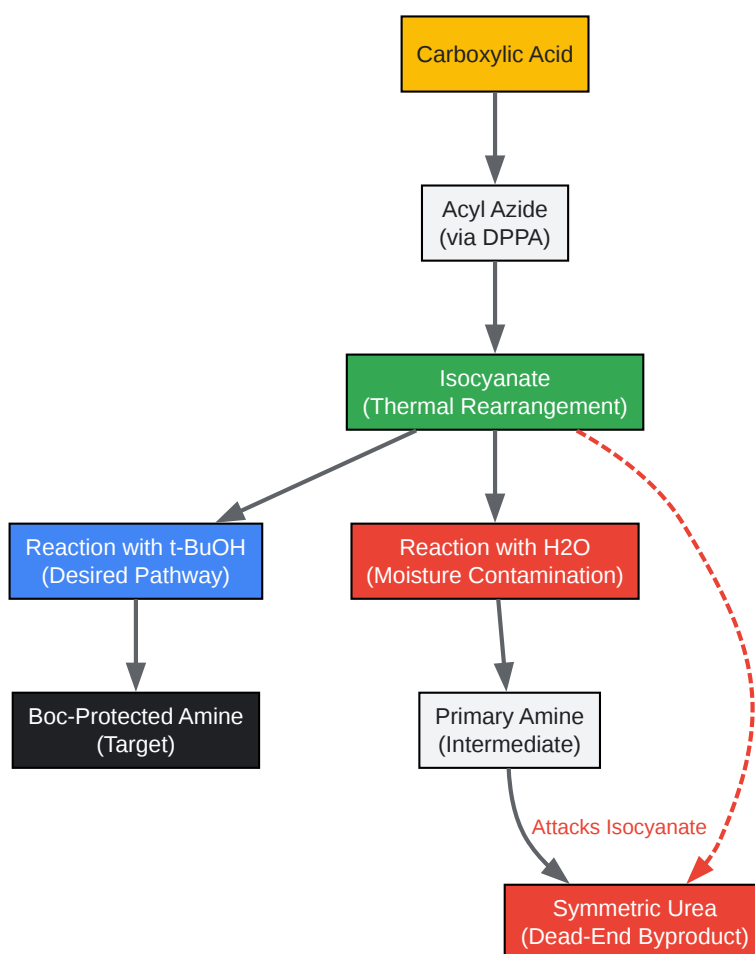 Carboxylic Acid
Acyl Azide
(via DPPA)
Isocyanate
(Thermal Rearrangement)
Reaction with t-BuOH
(Desired Pathway)
Reaction with H2O
(Moisture Contamination)
Boc-Protected Amine
(Target)
Primary Amine
(Intermediate)
Attacks Isocyanate
Symmetric Urea
(Dead-End Byproduct)